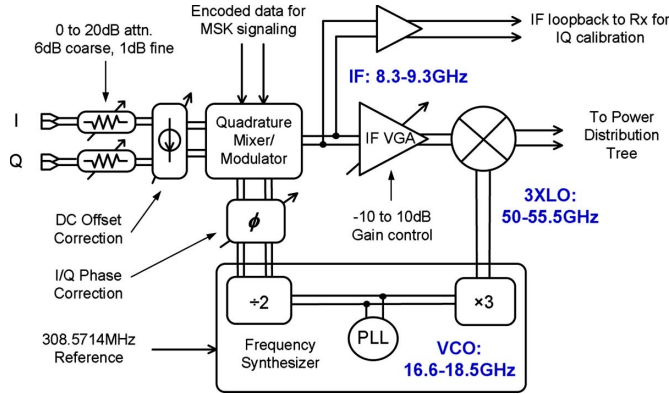 0 to 20dB attn.
6dB coarse, 1dB fine
Encoded data for
MSK signaling
IF loopback to Rx for
IQ calibration
IF: 8.3-9.3GHz
I
Q
Quadrature
Mixer/
Modulator
IF VGA
To Power
Distribution
Tree
DC Offset
Correction
ϕ
-10 to 10dB
Gain control
3XLO:
50-55.5GHz
I/Q Phase
Correction
÷2
×3
PLL
308.5714MHz
Reference
Frequency
Synthesizer
VCO:
16.6-18.5GHz